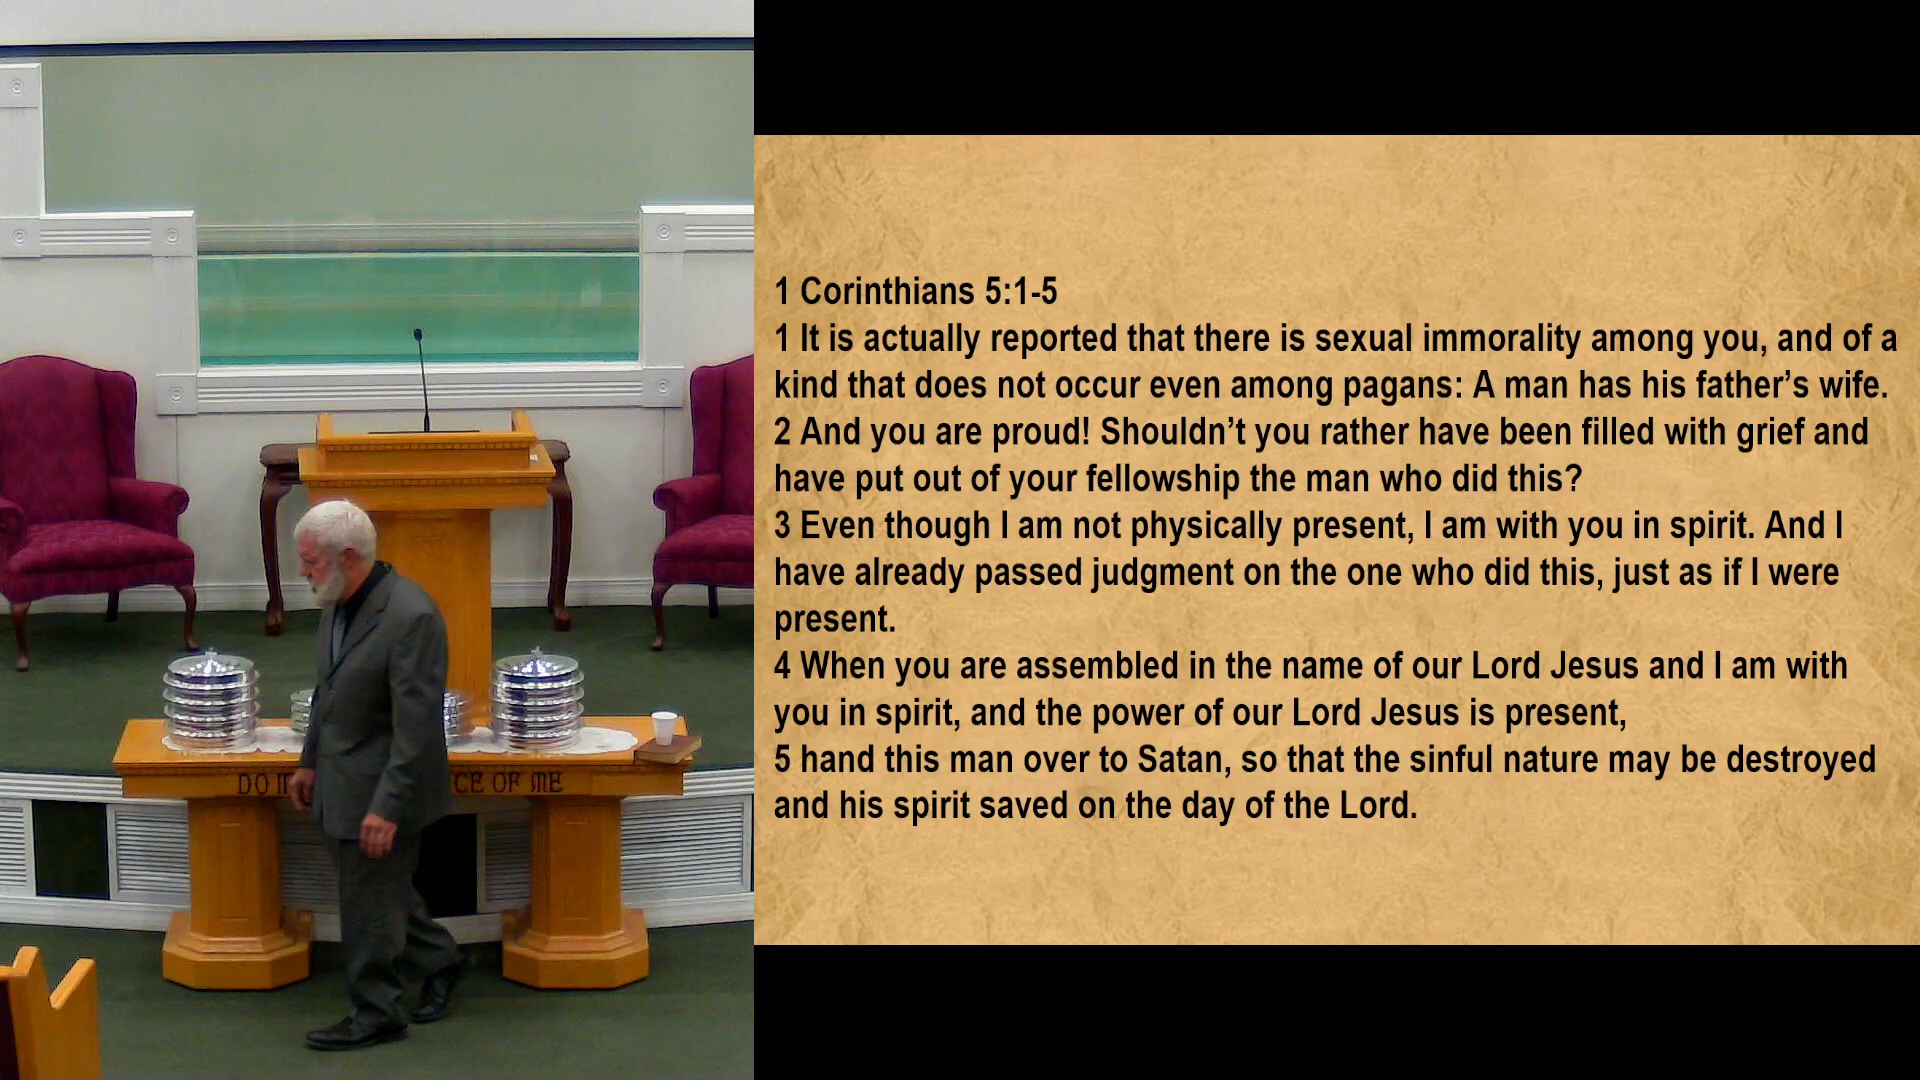 1 Corinthians 5:1-5
1 It is actually reported that there is sexual immorality among you, and of a
kind that does not occur even among pagans: A man has his father’s wife.
2 And you are proud! Shouldn’t you rather have been filled with grief and
have put out of your fellowship the man who did this?
3 Even though I am not physically present, I am with you in spirit. And I
have already passed judgment on the one who did this, just as if I were
present.
4 When you are assembled in the name of our Lord Jesus and I am with
you in spirit, and the power of our Lord Jesus is present,
5 hand this man over to Satan, so that the sinful nature may be destroyed
and his spirit saved on the day of the Lord.
DO OF ME